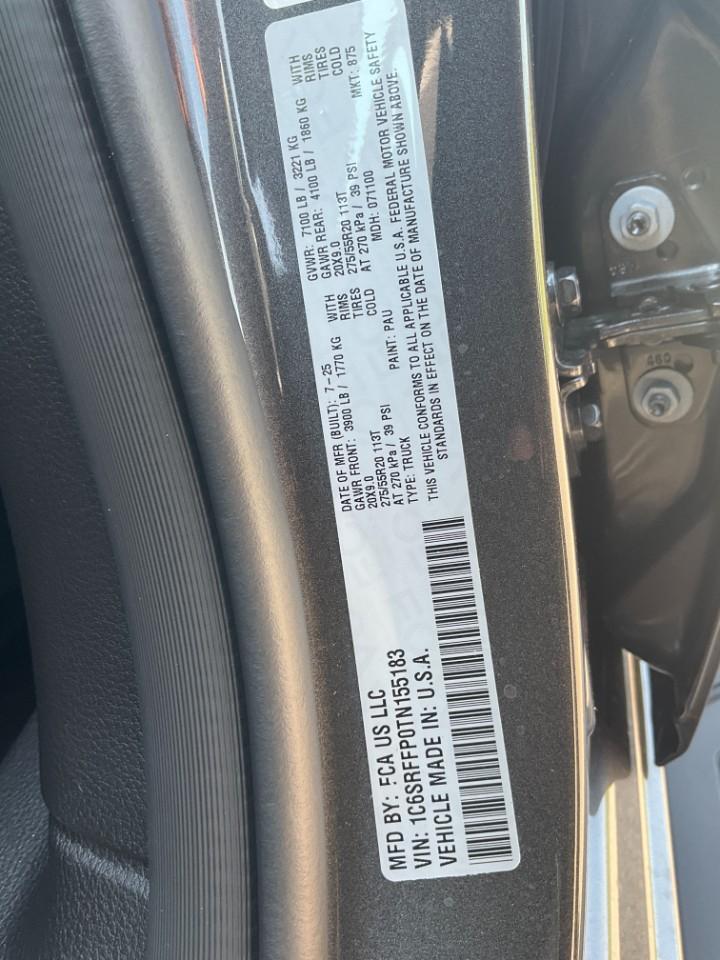 MFD BY: FCA US LLC
VIN: 1C6SRFFP0TN155183
VEHICLE MADE IN: U.S.A.
DATE OF MFR (BUILT): 7-25
GAWR FRONT: 3900 LB / 1770 KG WITH
20X9.0 RIMS
275/55R20 113T TIRES
AT 270 kPa / 39 PSI COLD
TYPE: TRUCK PAINT: PAU
GVWR: 7100 LB / 3221 KG
GAWR REAR: 4100 LB / 1860 KG WITH
20X9.0 RIMS
275/55R20 113T TIRES
AT 270 kPa / 39 PSI COLD
MDH: 071100 MKT: 875
THIS VEHICLE CONFORMS TO ALL APPLICABLE U.S.A. FEDERAL MOTOR VEHICLE SAFETY
STANDARDS IN EFFECT ON THE DATE OF MANUFACTURE SHOWN ABOVE.
460